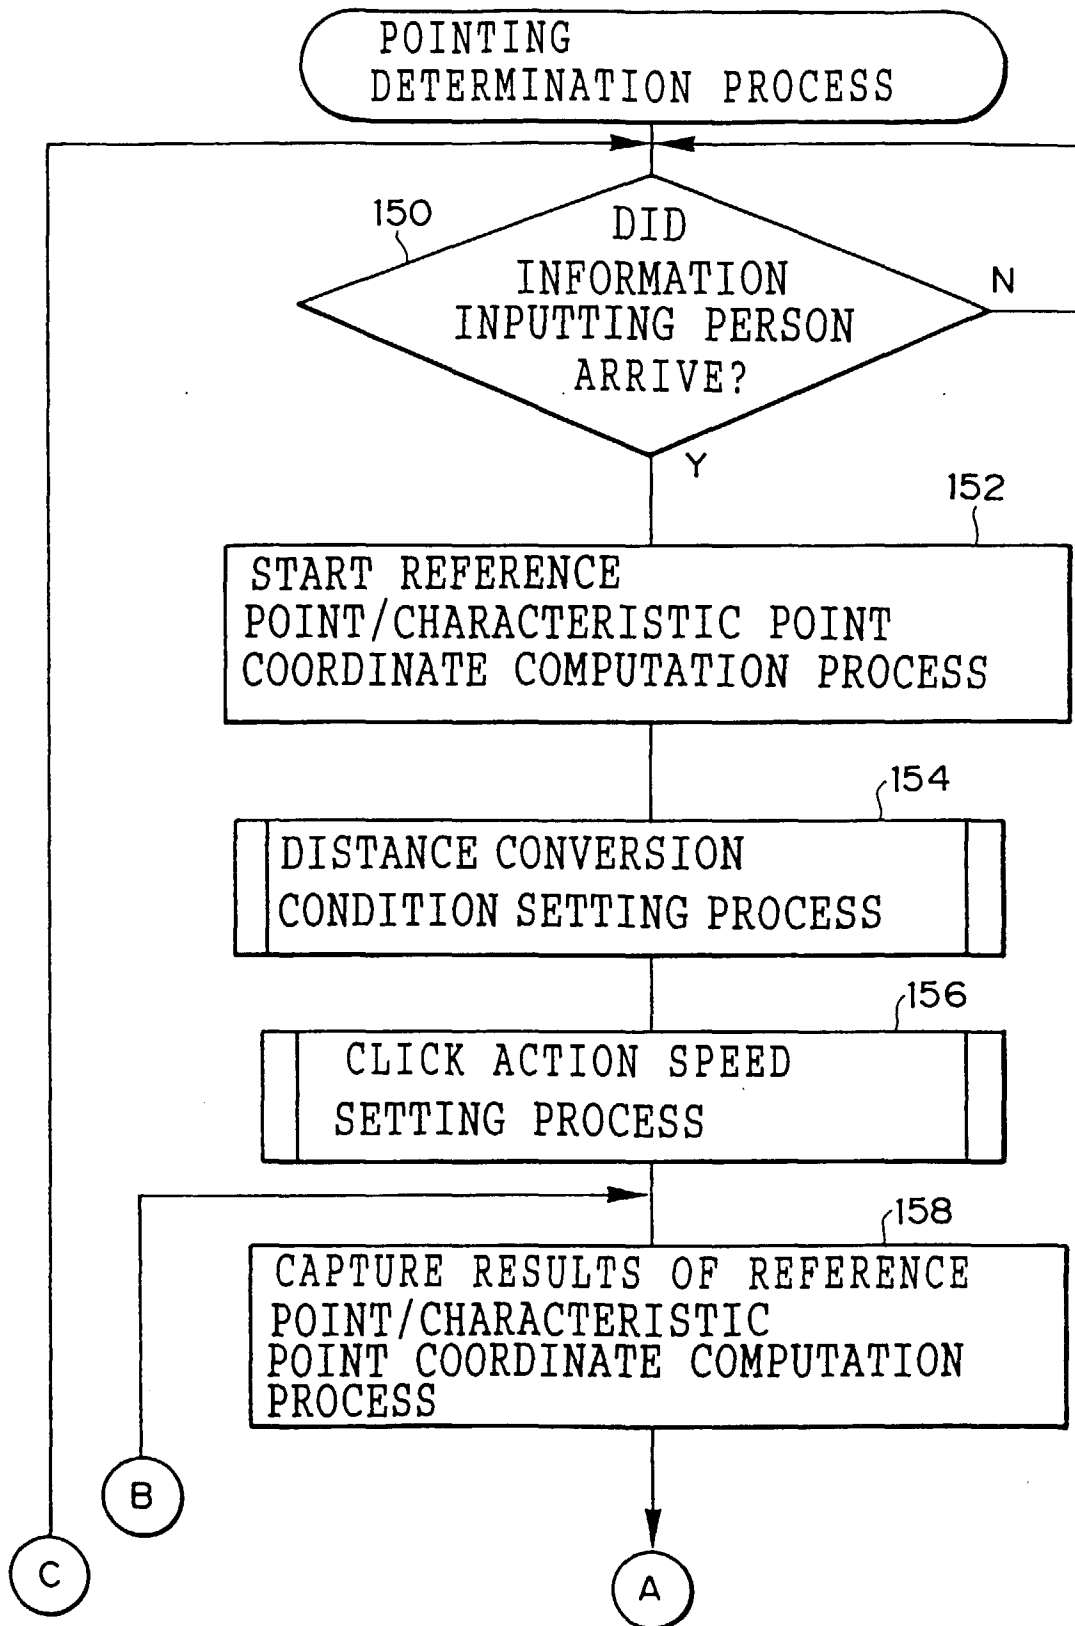 POINTING
DETERMINATION PROCESS
150
DID
INFORMATION
INPUTTING PERSON
ARRIVE?
N
Y
152
START REFERENCE
POINT/CHARACTERISTIC POINT
COORDINATE COMPUTATION PROCESS
154
DISTANCE CONVERSION
CONDITION SETTING PROCESS
156
CLICK ACTION SPEED
SETTING PROCESS
158
CAPTURE RESULTS OF REFERENCE
POINT/CHARACTERISTIC
POINT COORDINATE COMPUTATION
PROCESS
B
C
A